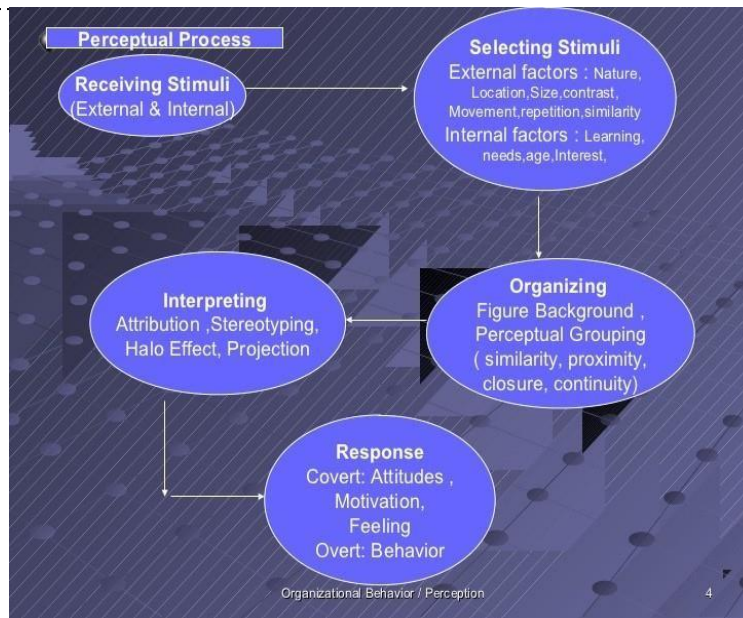 Perceptual Process
Receiving Stimuli
(External & Internal)
Selecting Stimuli
External factors : Nature,
Location,Size,contrast,
Movement,repetition,similarity
Internal factors : Learning,
needs,age,Interest,
Organizing
Figure Background ,
Perceptual Grouping
( similarity, proximity,
closure, continuity)
Interpreting
Attribution ,Stereotyping,
Halo Effect, Projection
Response
Covert: Attitudes ,
Motivation,
Feeling
Overt: Behavior
Organizational Behavior / Perception
4